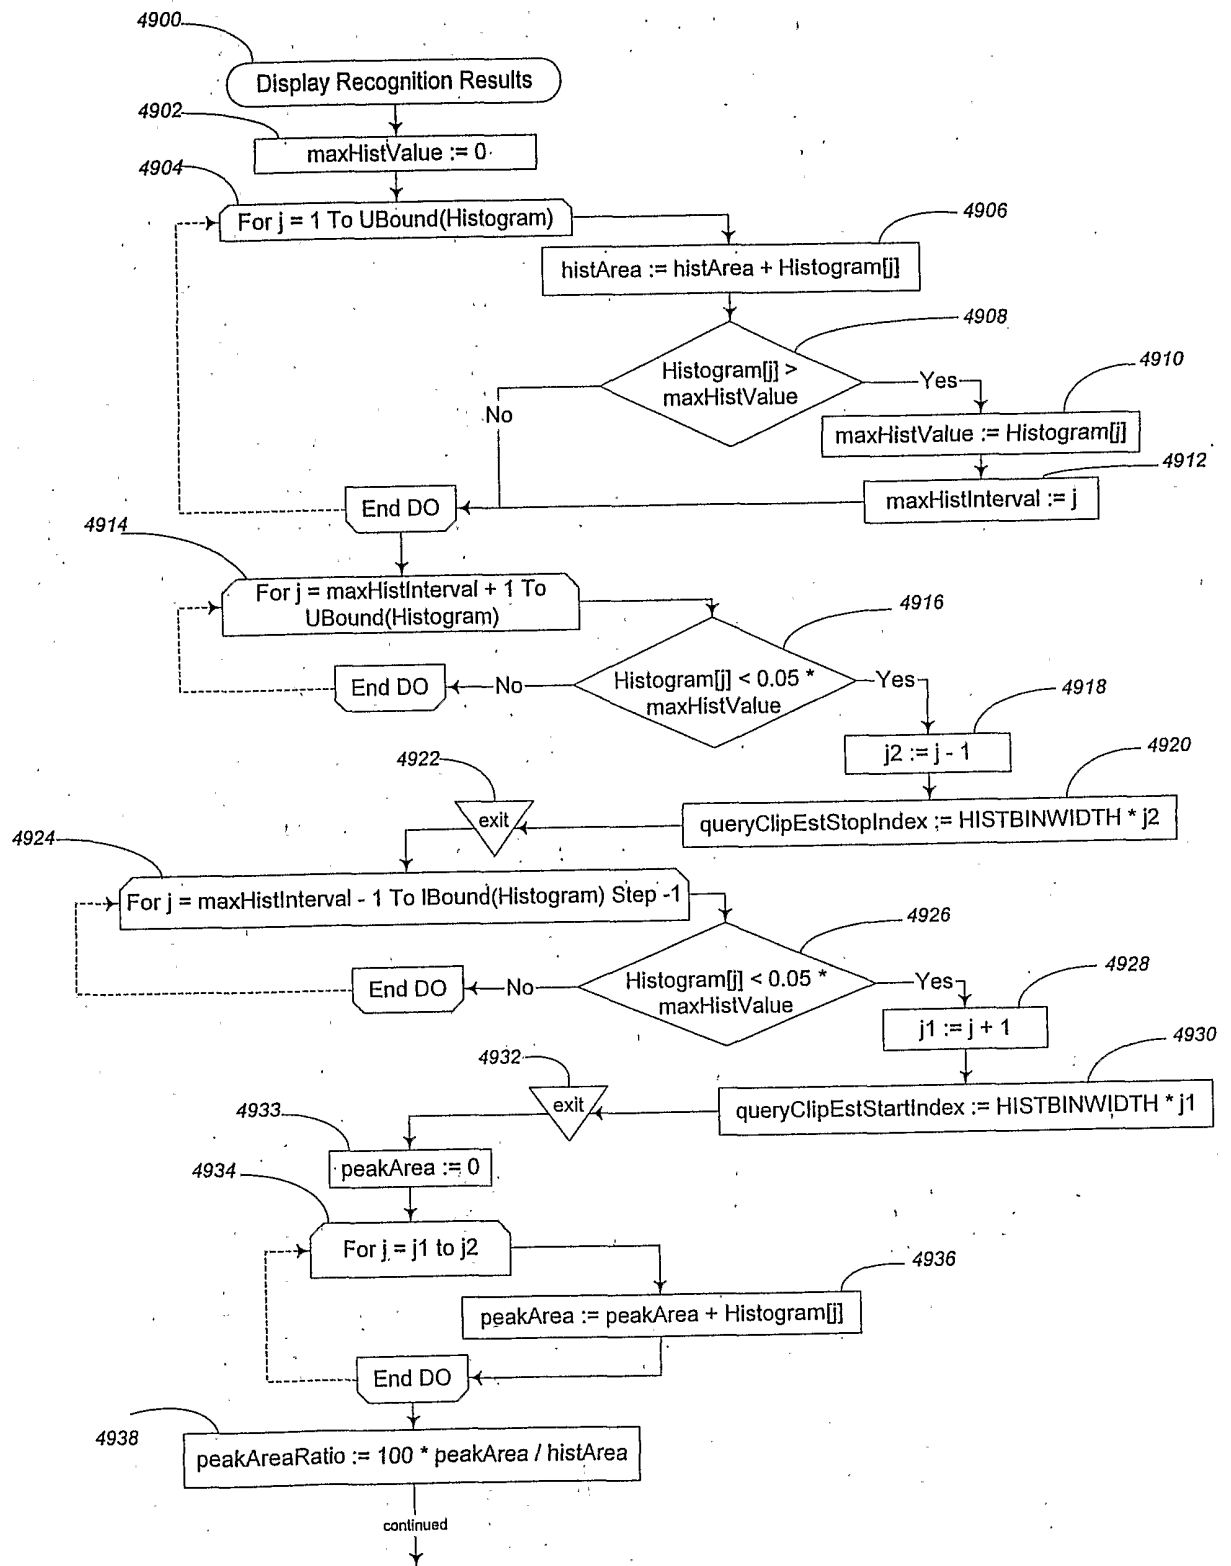 4900
Display Recognition Results
4902
maxHistValue := 0
4904
For j = 1 To UBound(Histogram)
4906
histArea := histArea + Histogram[j]
4908
Histogram[j] >
maxHistValue
Yes
No
4910
maxHistValue := Histogram[j]
4912
maxHistInterval := j
End DO
4914
For j = maxHistInterval + 1 To
UBound(Histogram)
4916
Histogram[j] < 0.05 *
maxHistValue
Yes
No
End DO
4918
j2 := j - 1
4920
queryClipEstStopIndex := HISTBINWIDTH * j2
4922
exit
4924
For j = maxHistInterval - 1 To lBound(Histogram) Step -1
4926
Histogram[j] < 0.05 *
maxHistValue
Yes
No
End DO
4928
j1 := j + 1
4930
queryClipEstStartIndex := HISTBINWIDTH * j1
4932
exit
4933
peakArea := 0
4934
For j = j1 to j2
4936
peakArea := peakArea + Histogram[j]
End DO
4938
peakAreaRatio := 100 * peakArea / histArea
continued